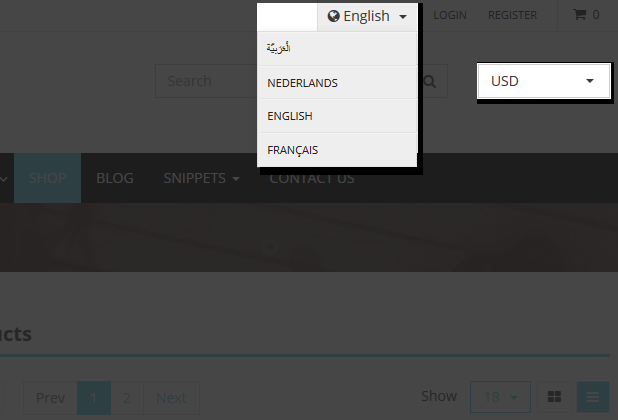 English
LOGIN
REGISTER
0
العَرَبِيَّة
NEDERLANDS
ENGLISH
FRANÇAIS
Search
USD
SHOP
BLOG
SNIPPETS
CONTACT US
ucts
Prev
1
2
Next
Show
18